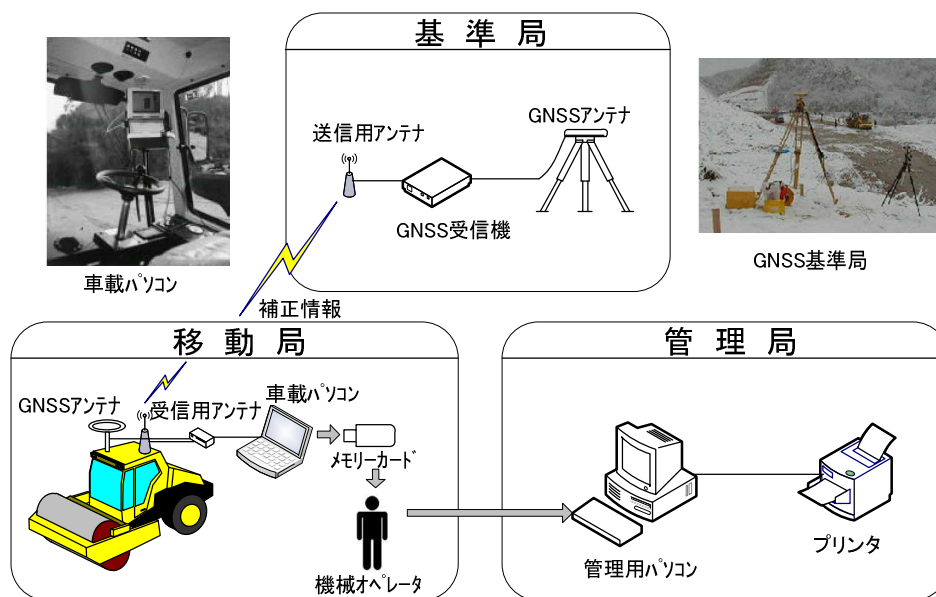 基準局
送信用アンテナ
GNSSアンテナ
GNSS受信機
車載パソコン
GNSS基準局
補正情報
移動局
GNSSアンテナ
受信用アンテナ
車載パソコン
メモリーカード
機械オペレータ
管理局
管理用パソコン
プリンタ